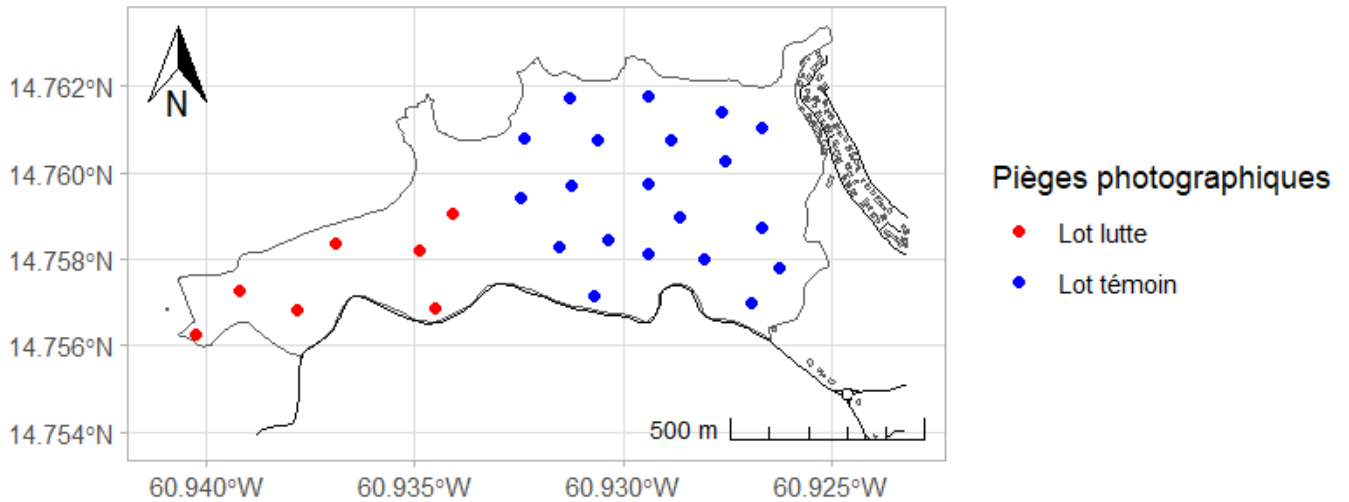 N
14.762°N
14.760°N
14.758°N
14.756°N
14.754°N
500 m
60.940°W 60.935°W 60.930°W 60.925°W
Pièges photographiques
Lot lutte
Lot témoin